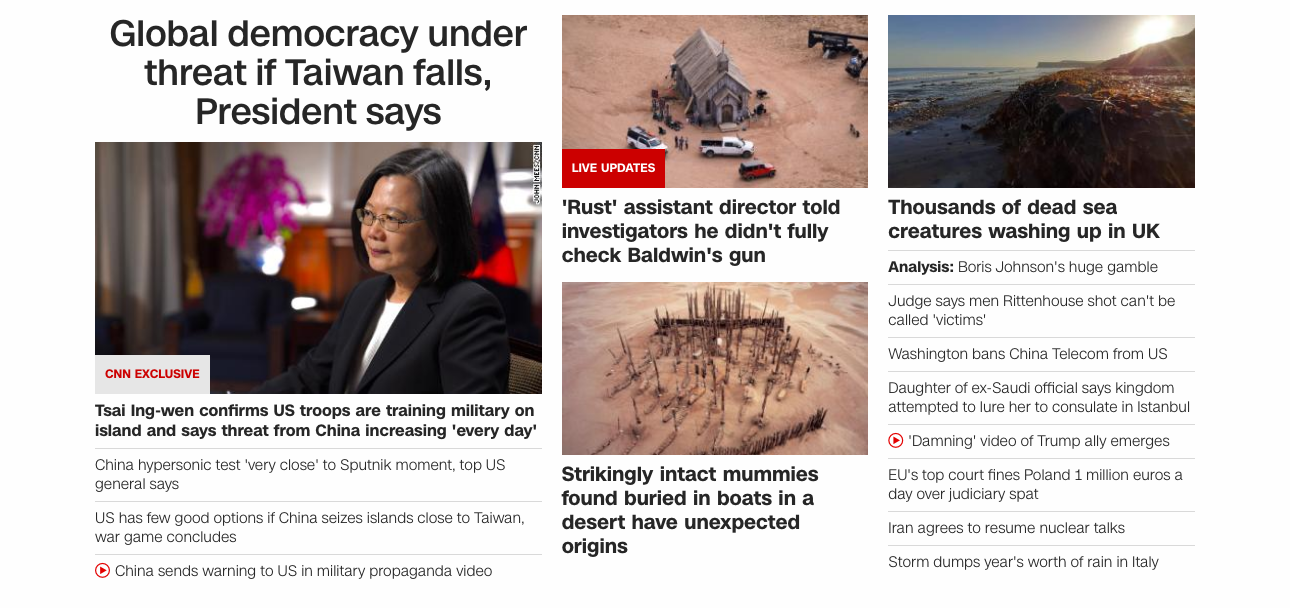 Global democracy under
threat if Taiwan falls,
President says
JOHN MEES/CNN
CNN EXCLUSIVE
Tsai Ing-wen confirms US troops are training military on
island and says threat from China increasing 'every day'
China hypersonic test 'very close' to Sputnik moment, top US
general says
US has few good options if China seizes islands close to Taiwan,
war game concludes
China sends warning to US in military propaganda video
LIVE UPDATES
'Rust' assistant director told
investigators he didn't fully
check Baldwin's gun
Strikingly intact mummies
found buried in boats in a
desert have unexpected
origins
Thousands of dead sea
creatures washing up in UK
Analysis: Boris Johnson's huge gamble
Judge says men Rittenhouse shot can't be
called 'victims'
Washington bans China Telecom from US
Daughter of ex-Saudi official says kingdom
attempted to lure her to consulate in Istanbul
'Damning' video of Trump ally emerges
EU's top court fines Poland 1 million euros a
day over judiciary spat
Iran agrees to resume nuclear talks
Storm dumps year's worth of rain in Italy